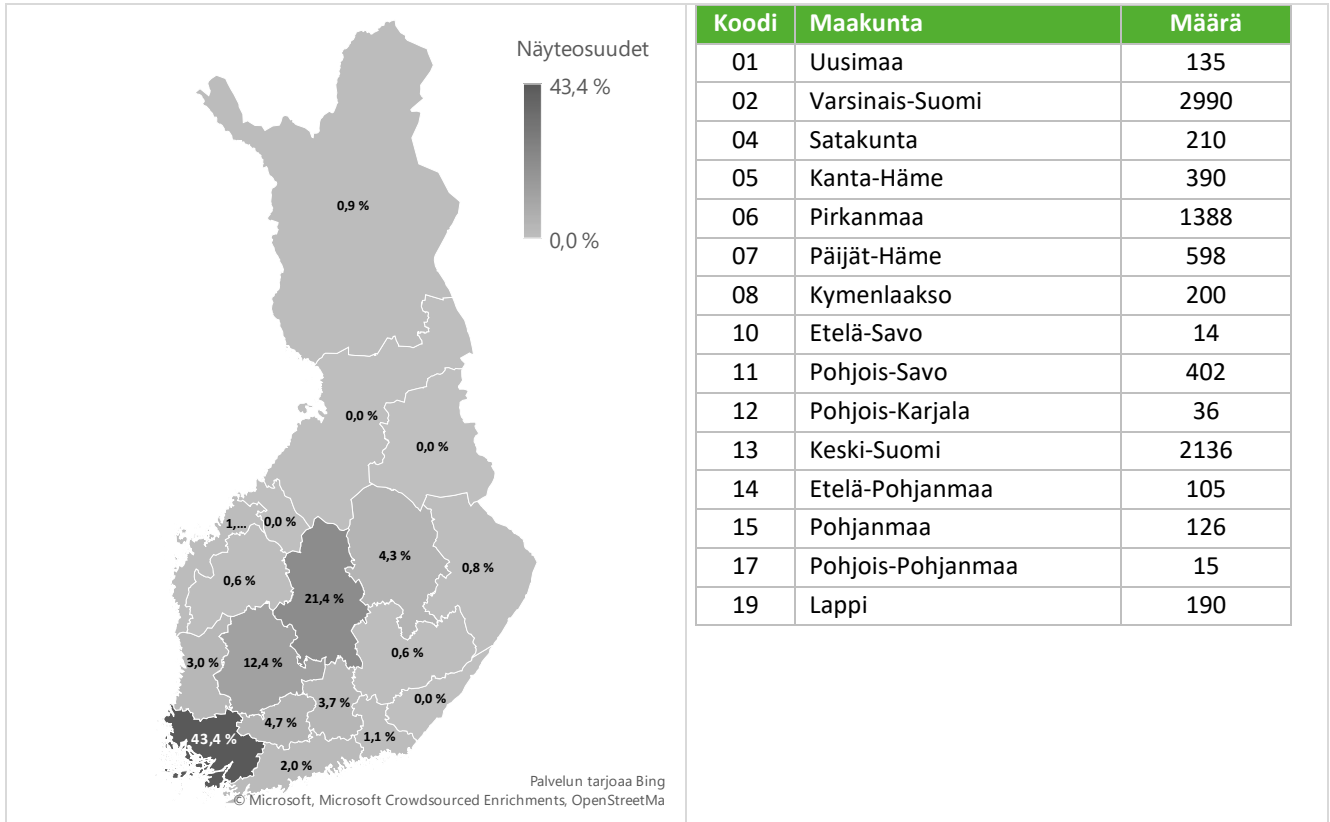 Näyteosuudet
43,4 %
0,0 %
0,9 %
0,0 %
0,0 %
1,...
0,0 %
4,3 %
0,8 %
0,6 %
21,4 %
3,0 %
12,4 %
0,6 %
3,7 %
0,0 %
4,7 %
43,4 %
1,1 %
2,0 %
Palvelun tarjoaa Bing
© Microsoft, Microsoft Crowdsourced Enrichments, OpenStreetMa
Koodi Maakunta Määrä
01 Uusimaa 135
02 Varsinais-Suomi 2990
04 Satakunta 210
05 Kanta-Häme 390
06 Pirkanmaa 1388
07 Päijät-Häme 598
08 Kymenlaakso 200
10 Etelä-Savo 14
11 Pohjois-Savo 402
12 Pohjois-Karjala 36
13 Keski-Suomi 2136
14 Etelä-Pohjanmaa 105
15 Pohjanmaa 126
17 Pohjois-Pohjanmaa 15
19 Lappi 190